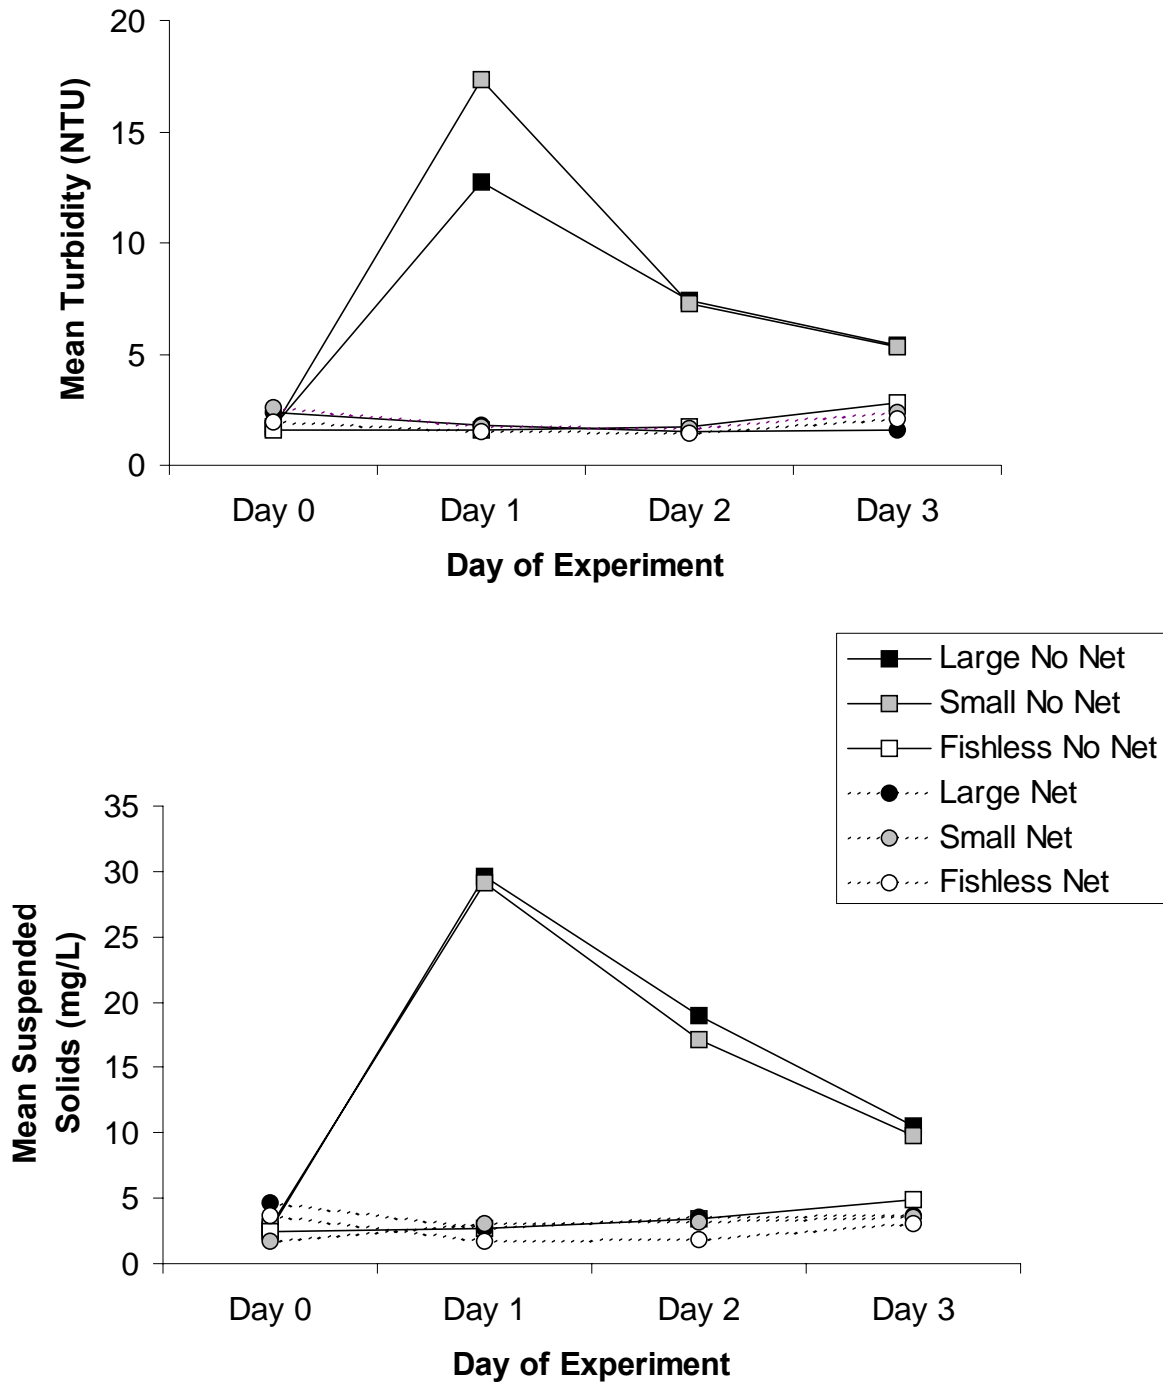 20
15
10
5
0
Mean Turbidity (NTU)
Day 0 Day 1 Day 2 Day 3
Day of Experiment
Large No Net
Small No Net
Fishless No Net
Large Net
Small Net
Fishless Net
35
30
25
20
15
10
5
0
Mean Suspended
Solids (mg/L)
Day 0 Day 1 Day 2 Day 3
Day of Experiment